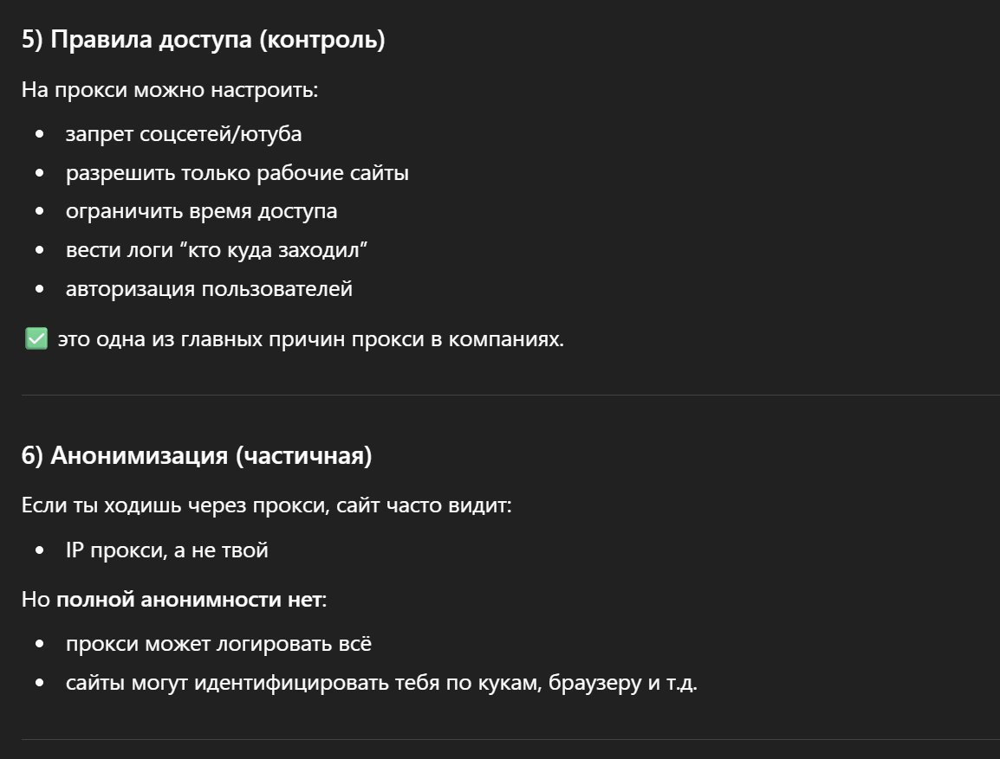 5) Правила доступа (контроль)
На прокси можно настроить:
• запрет соцсетей/ютуба
• разрешить только рабочие сайты
• ограничить время доступа
• вести логи “кто куда заходил”
• авторизация пользователей
✅ это одна из главных причин прокси в компаниях.
6) Анонимизация (частичная)
Если ты ходишь через прокси, сайт часто видит:
• IP прокси, а не твой
Но полной анонимности нет:
• прокси может логировать всё
• сайты могут идентифицировать тебя по кукам, браузеру и т.д.